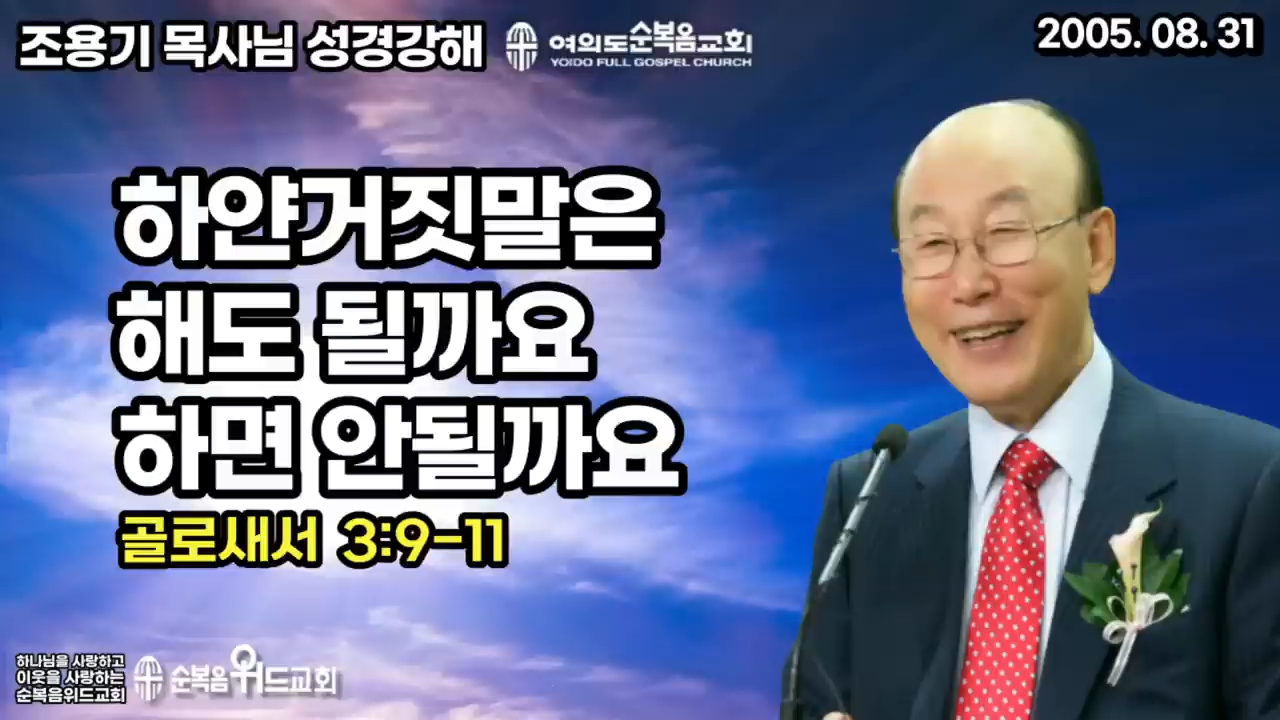 조용기 목사님 성경강해
여의도순복음교회
YOIDO FULL GOSPEL CHURCH
2005. 08. 31
하얀거짓말은
해도 될까요
하면 안될까요
골로새서 3:9-11
하나님을 사랑하고
이웃을 사랑하는
순복음위드교회
순복음위드교회